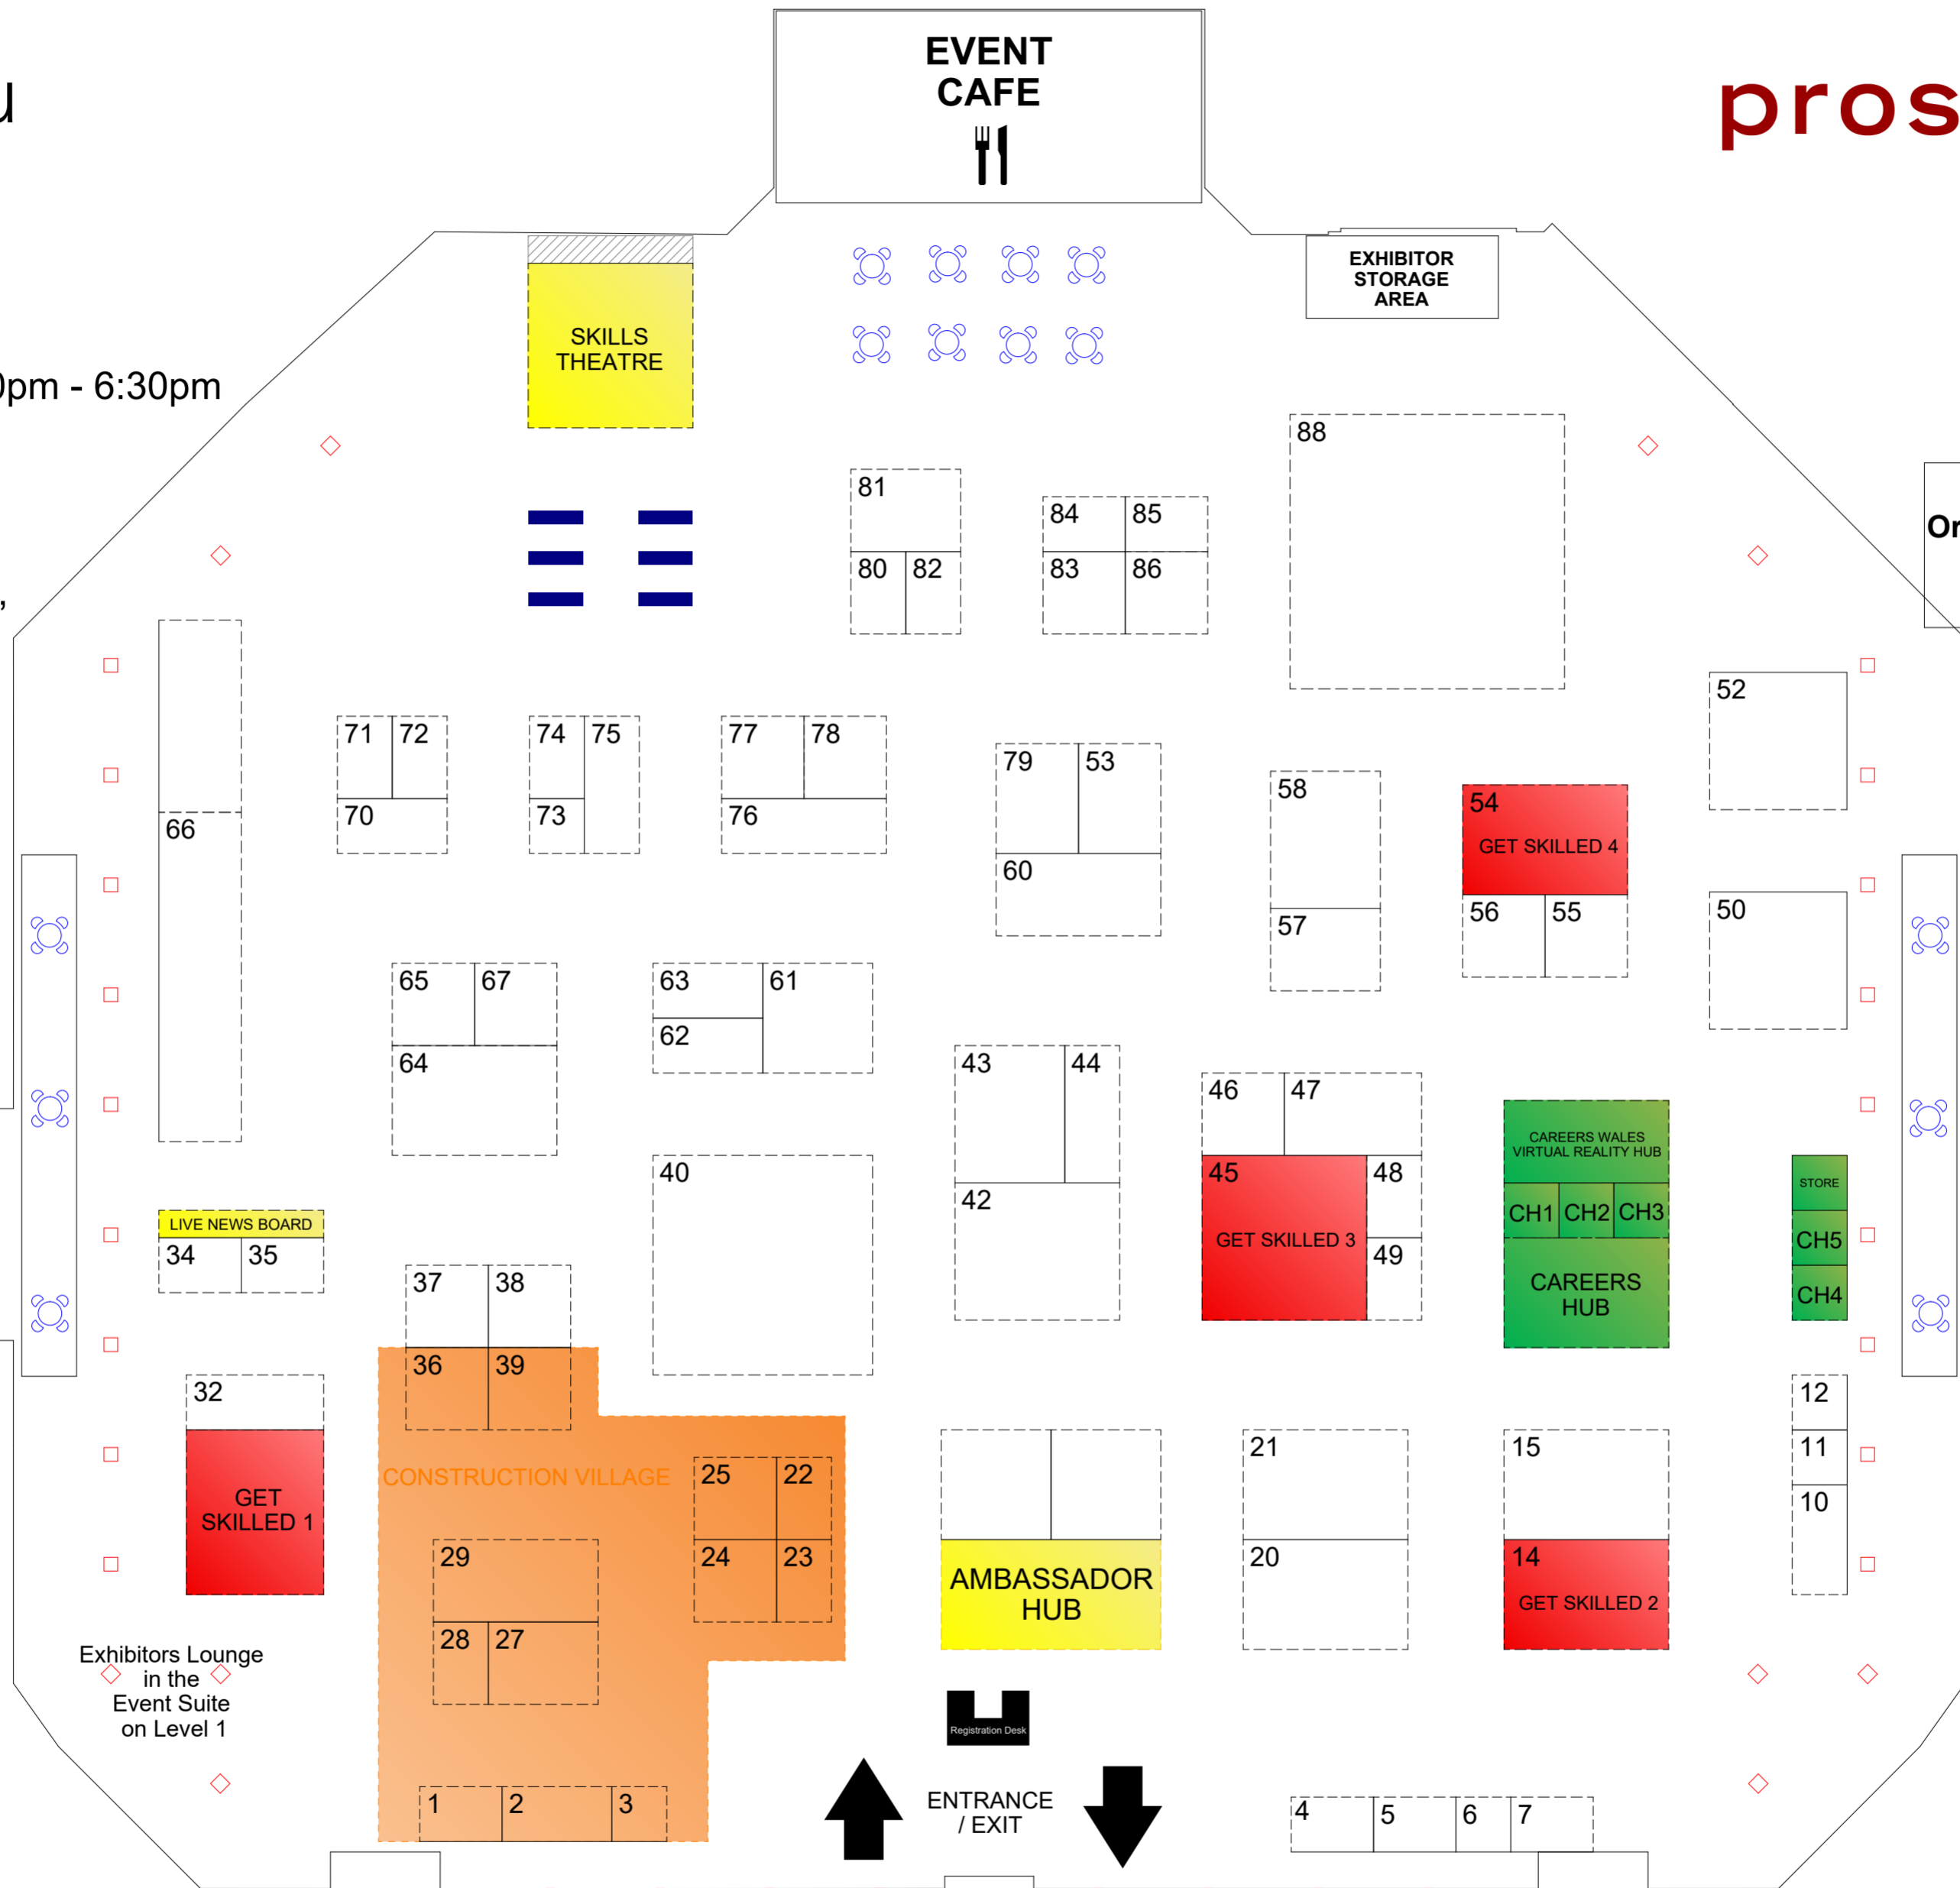 u
EVENT
CAFE
pros
EXHIBITOR
STORAGE
AREA
SKILLS
THEATRE
0pm - 6:30pm
88
81
84 85
Or
80 82
83 86
,
52
71 72
74 75
77 78
79 53
58
54
GET SKILLED 4
70
73
76
66
60
56 55
50
57
65 67
63 61
62
64
43 44
46 47
CAREERS WALES
VIRTUAL REALITY HUB
40
45
48
STORE
42
CH1 CH2 CH3
LIVE NEWS BOARD
GET SKILLED 3
CH5
34 35
49
37 38
CAREERS
HUB
CH4
36 39
32
12
21
15
11
CONSTRUCTION VILLAGE
25 22
GET
SKILLED 1
10
29
24 23
AMBASSADOR
HUB
20
14
GET SKILLED 2
28 27
Exhibitors Lounge
in the
Event Suite
on Level 1
Registration Desk
1 2 3
ENTRANCE
/ EXIT
4 5 6 7